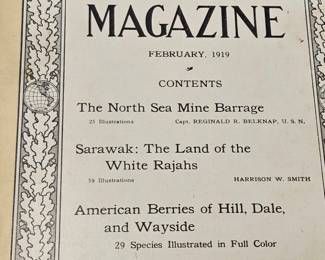 MAGAZINE
FEBRUARY, 1919
CONTENTS
The North Sea Mine Barrage
25 Illustrations Capt. REGINALD R. BELKNAP, U. S. N.
Sarawak: The Land of the
White Rajahs
59 Illustrations HARRISON W. SMITH
American Berries of Hill, Dale,
and Wayside
29 Species Illustrated in Full Color